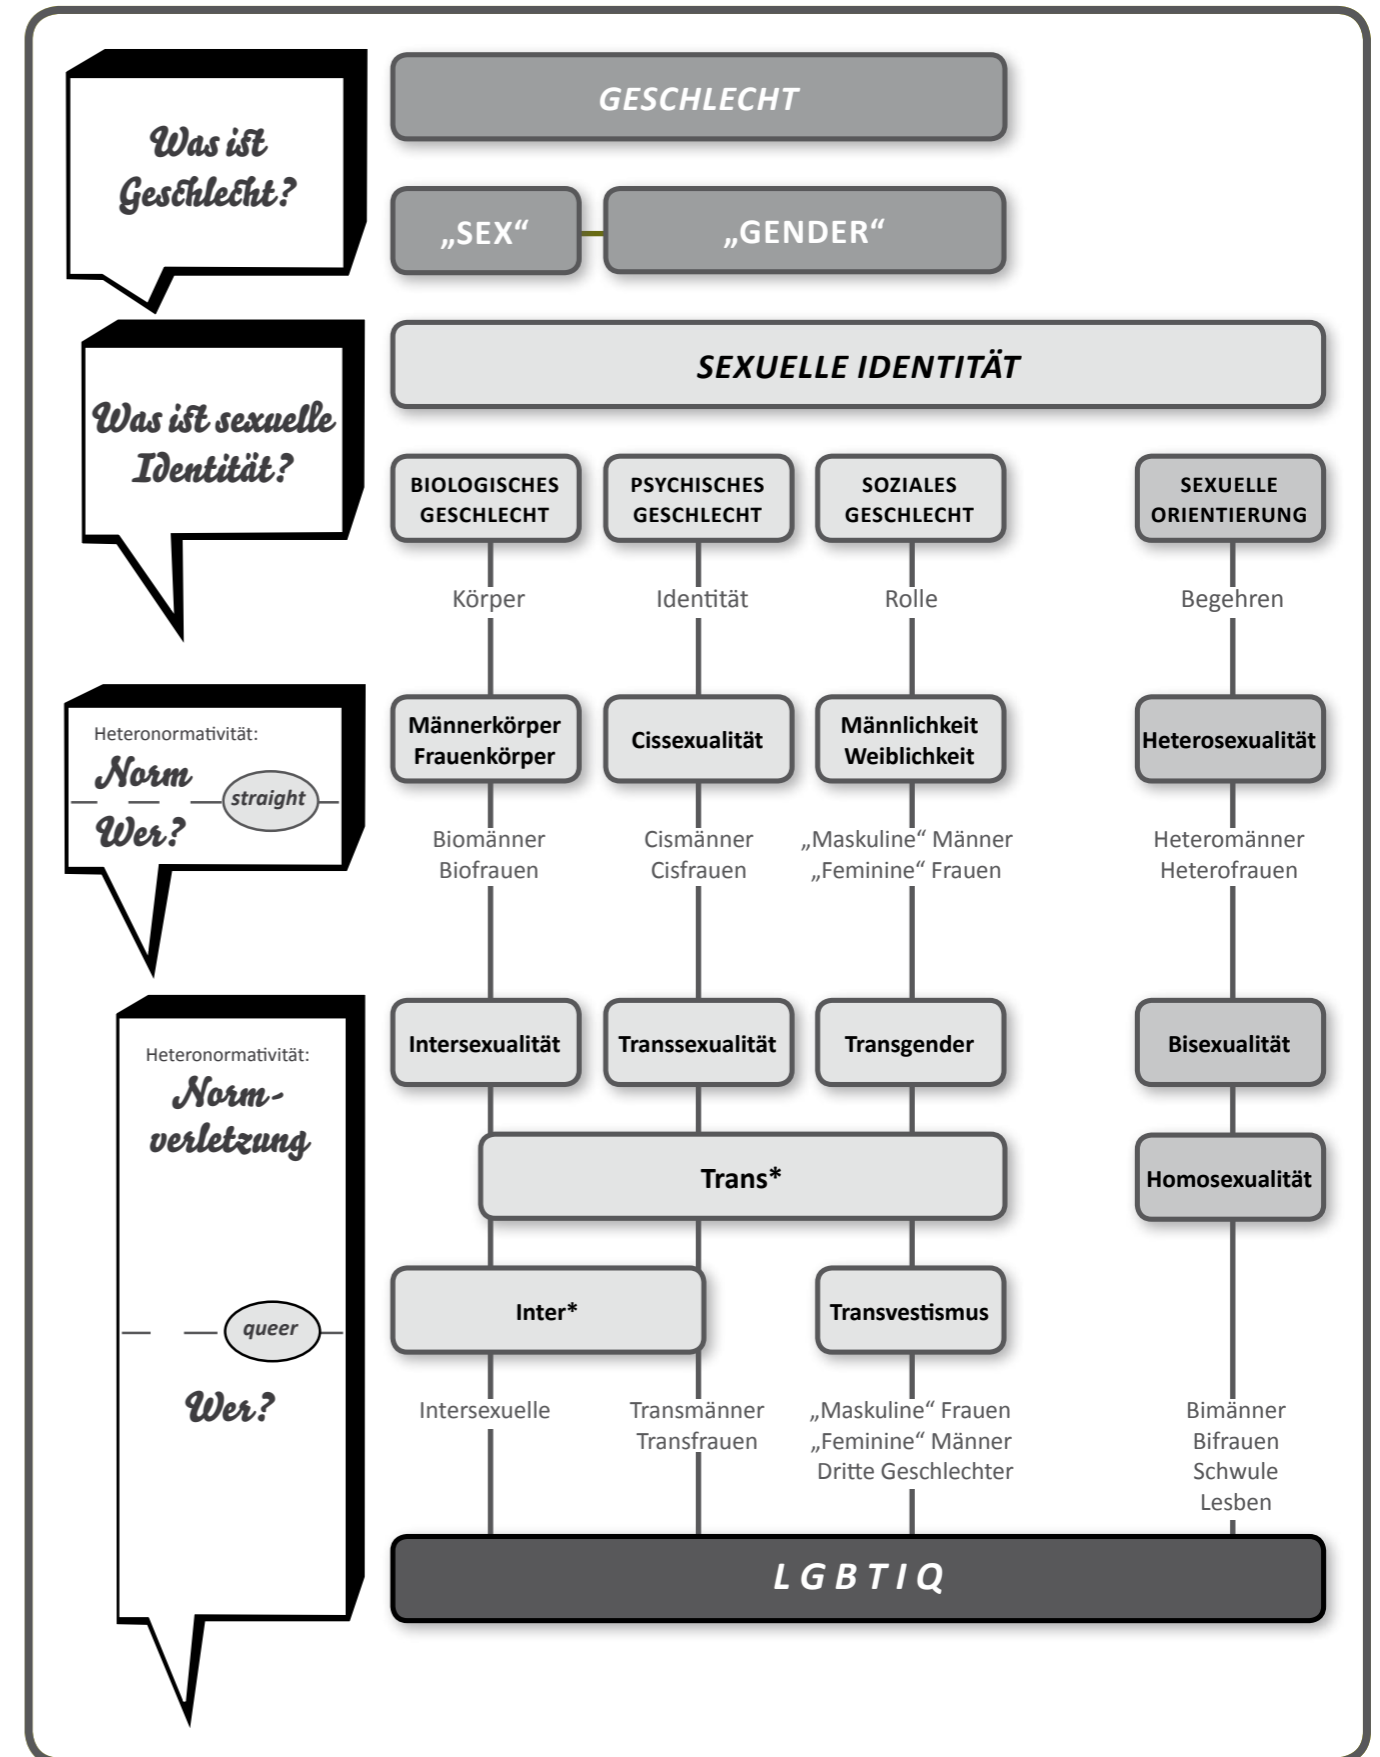 Was ist
Geschlecht?
GESCHLECHT
„SEX“
„GENDER“
Was ist sexuelle
Identität?
SEXUELLE IDENTITÄT
BIOLOGISCHES
GESCHLECHT
PSYCHISCHES
GESCHLECHT
SOZIALES
GESCHLECHT
SEXUELLE
ORIENTIERUNG
Körper
Identität
Rolle
Begehren
Heteronormativität:
Norm
straight
Wer?
Männerkörper
Frauenkörper
Cissexualität
Männlichkeit
Weiblichkeit
Heterosexualität
Biomänner
Biofrauen
Cismänner
Cisfrauen
„Maskuline“ Männer
„Feminine“ Frauen
Heteromänner
Heterofrauen
Heteronormativität:
Norm-
verletzung
queer
Wer?
Intersexualität
Transsexualität
Transgender
Bisexualität
Trans*
Homosexualität
Inter*
Transvestismus
Intersexuelle
Transmänner
Transfrauen
„Maskuline“ Frauen
„Feminine“ Männer
Dritte Geschlechter
Bimänner
Bifrauen
Schwule
Lesben
LGBTIQ